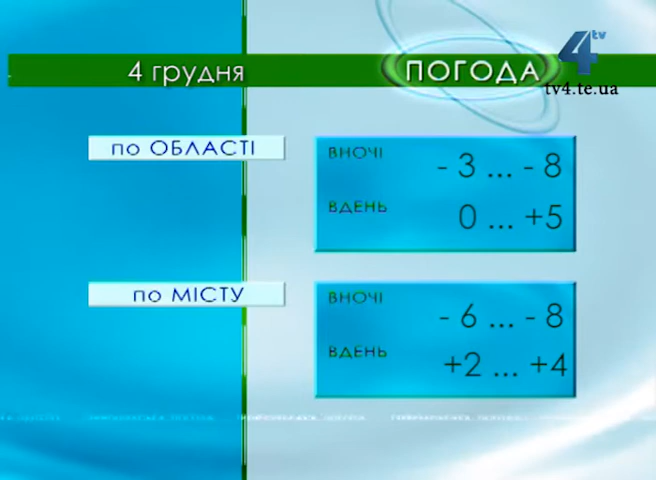 4 tv
4 грудня
ПОГОДА
tv4.te.ua
по ОБЛАСТІ
ВНОЧІ
- 3 ... - 8
ВДЕНЬ
0 ... +5
по МІСТУ
ВНОЧІ
- 6 ... - 8
ВДЕНЬ
+2 ... +4